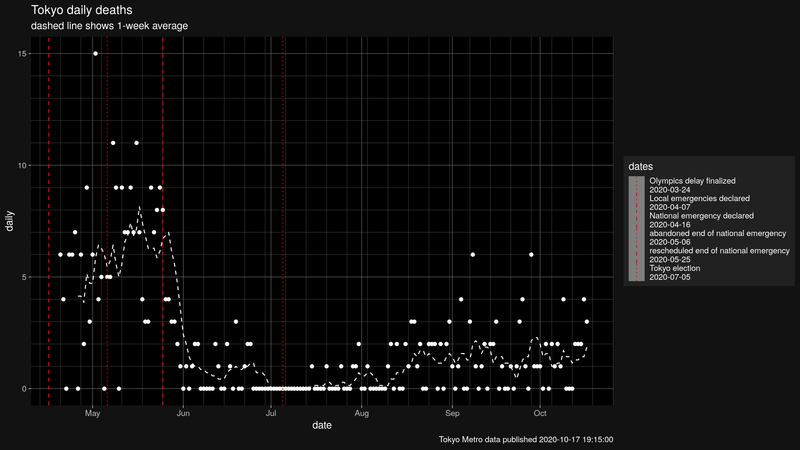 Tokyo daily deaths
dashed line shows 1-week average
15
10
5
0
daily
May
Jun
Jul
Aug
Sep
Oct
date
dates
Olympics delay finalized
2020-03-24
Local emergencies declared
2020-04-07
National emergency declared
2020-04-16
abandoned end of national emergency
2020-05-06
rescheduled end of national emergency
2020-05-25
Tokyo election
2020-07-05
Tokyo Metro data published 2020-10-17 19:15:00